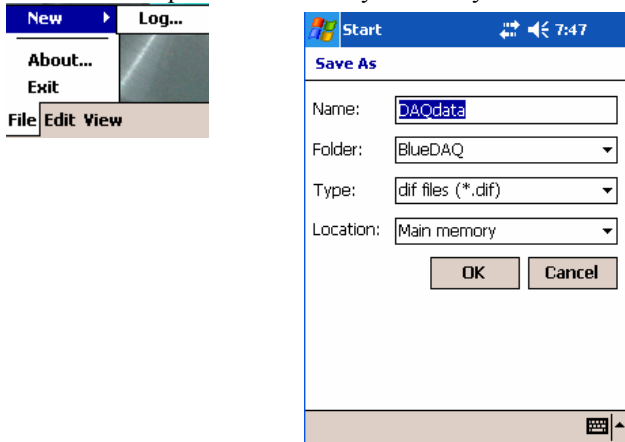 New
Log...
About...
Exit
File Edit View
Start 7:47
Save As
Name: DAQdata
Folder: BlueDAQ
Type: dif files (*.dif)
Location: Main memory
OK Cancel